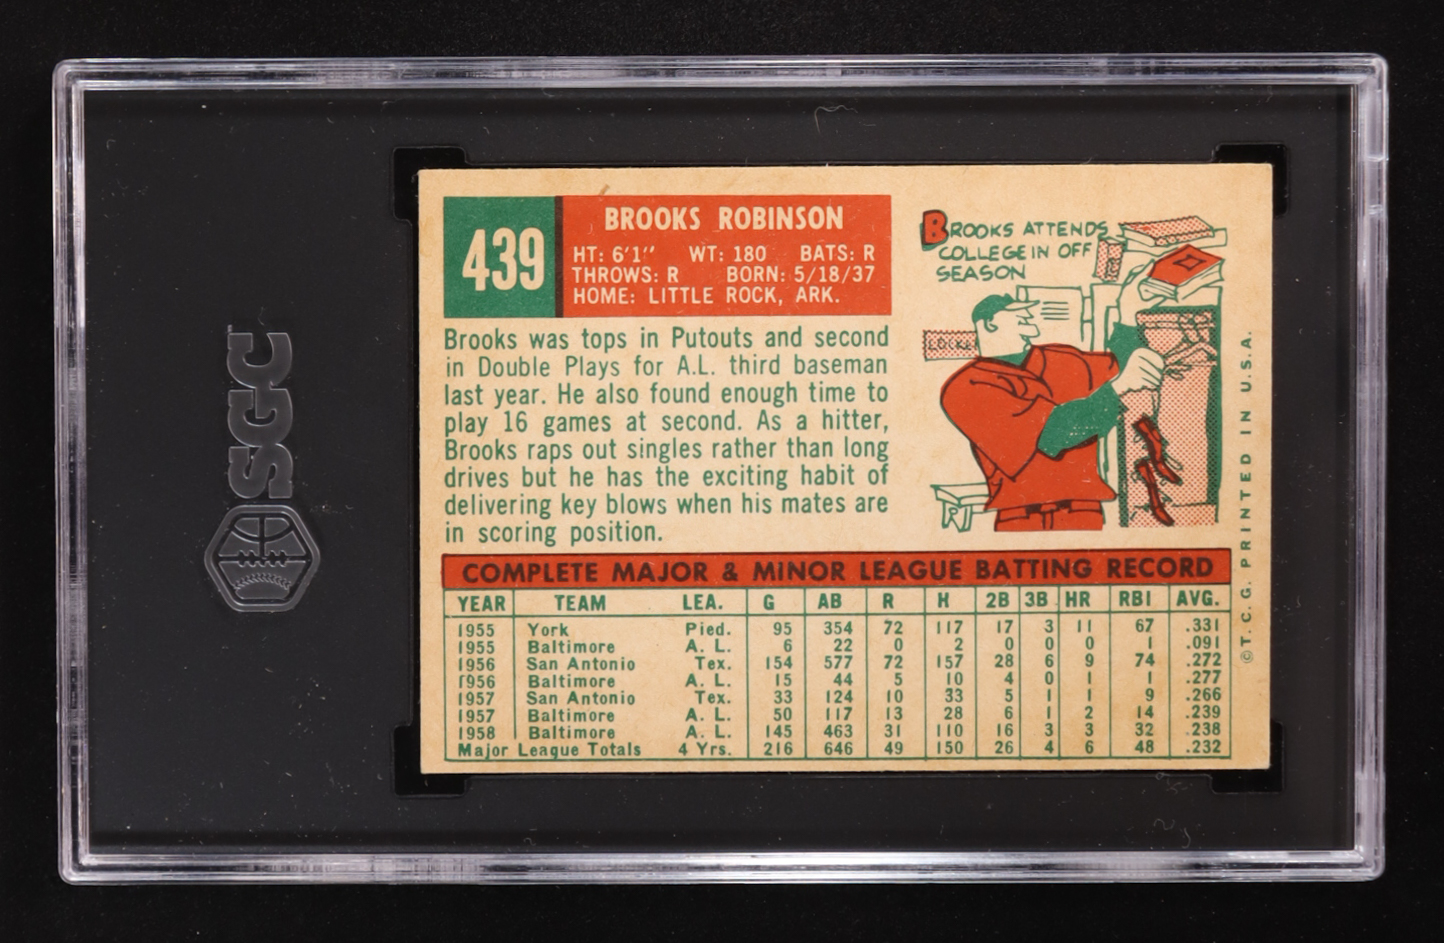 SGC
439
BROOKS ROBINSON
HT: 6'1" WT: 180 BATS: R
THROWS: R BORN: 5/18/37
HOME: LITTLE ROCK, ARK.
BROOKS ATTENDS
COLLEGE IN OFF
SEASON
Brooks was tops in Putouts and second
in Double Plays for A.L. third baseman
last year. He also found enough time to
play 16 games at second. As a hitter,
Brooks raps out singles rather than long
drives but he has the exciting habit of
delivering key blows when his mates are
in scoring position.
COMPLETE MAJOR & MINOR LEAGUE BATTING RECORD
YEAR TEAM LEA. G AB R H 2B 3B HR RBI AVG.
1955 York Pied. 95 354 72 117 17 3 11 67 .331
1955 Baltimore A. L. 6 22 0 2 0 0 0 1 .091
1956 San Antonio Tex. 154 577 72 157 28 6 9 74 .272
1956 Baltimore A. L. 15 44 5 10 4 0 1 1 .277
1957 San Antonio Tex. 33 124 10 33 5 1 1 9 .266
1957 Baltimore A. L. 50 117 13 28 6 1 2 14 .239
1958 Baltimore A. L. 145 463 31 110 16 3 3 32 .238
Major League Totals 4 Yrs. 216 646 49 150 26 4 6 48 .232
© T. C. G. PRINTED IN U.S.A.